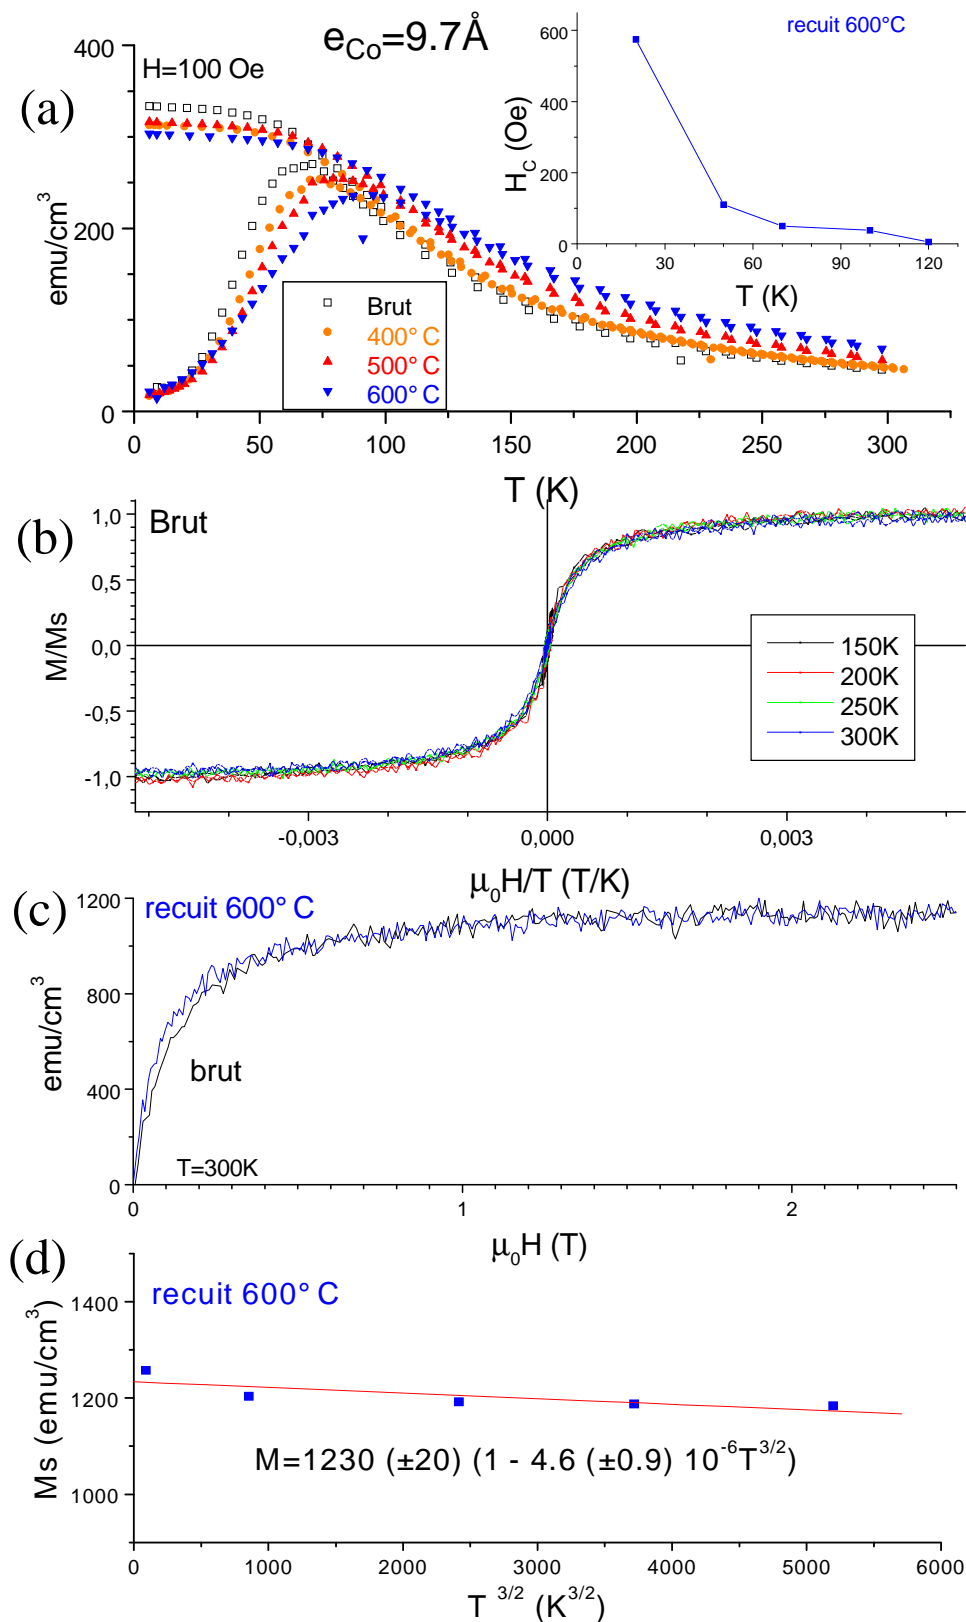 e_Co=9.7Å
(a)
H=100 Oe
400
200
0
emu/cm³
0 50 100 150 200 250 300
T (K)
Brut
400°C
500°C
600°C
recuit 600°C
600
400
200
0
H_C (Oe)
0 30 60 90 120
T (K)
(b)
Brut
1,0
0,5
0,0
-0,5
-1,0
M/Ms
150K
200K
250K
300K
-0,003 0,000 0,003
μ₀H/T (T/K)
(c)
recuit 600°C
1200
800
400
0
emu/cm³
brut
T=300K
0 1 2
μ₀H (T)
(d)
recuit 600°C
1400
1200
1000
Ms (emu/cm³)
M=1230 (±20) (1 - 4.6 (±0.9) 10⁻⁶T^3/2)
0 1000 2000 3000 4000 5000 6000
T ^3/2 (K^3/2)